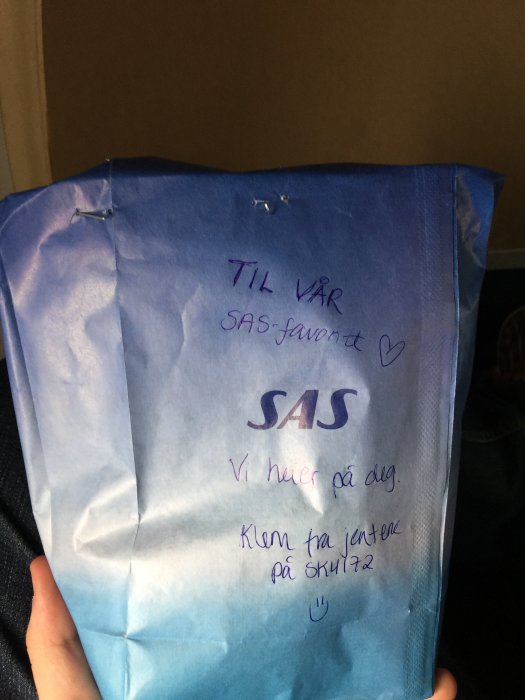 TIL VÅR
SAS-favoritt ♡
SAS
Vi heier på deg.
Klem fra jentene
på SK4172